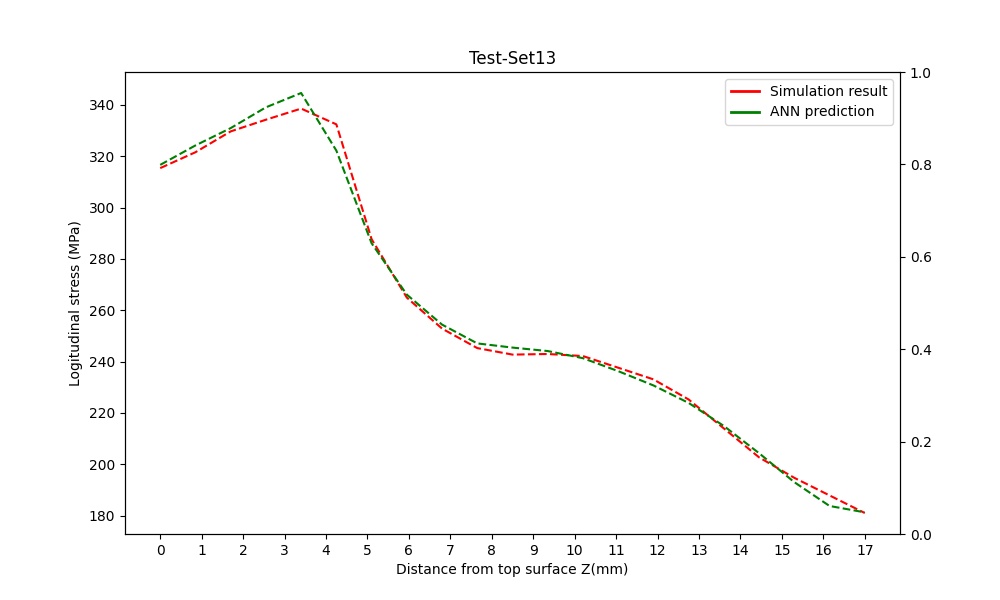 Test-Set13
Simulation result
ANN prediction
Logitudinal stress (MPa)
340
320
300
280
260
240
220
200
180
1.0
0.8
0.6
0.4
0.2
0.0
0 1 2 3 4 5 6 7 8 9 10 11 12 13 14 15 16 17
Distance from top surface Z(mm)